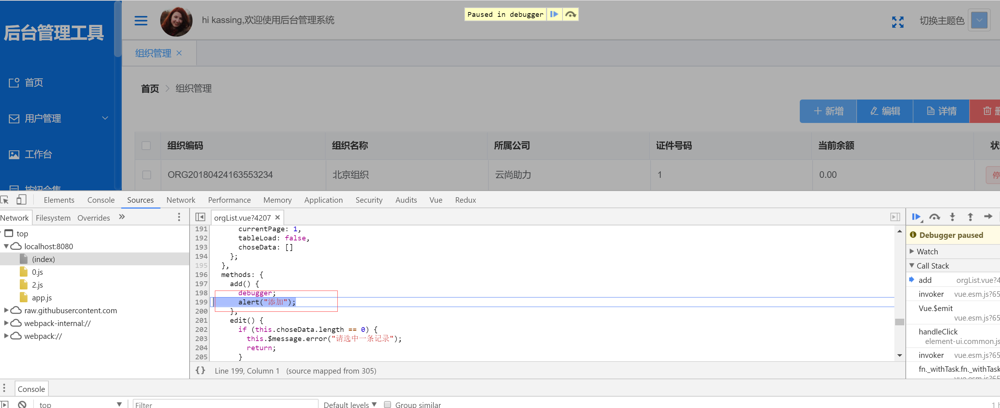 后台管理工具
hi kassing,欢迎使用后台管理系统
Paused in debugger
切换主题色
组织管理
首页
用户管理
工作台
按钮合集
首页 > 组织管理
新增 编辑 详情
组织编码 组织名称 所属公司 证件号码 当前余额
ORG20180424163553234 北京组织 云尚助力 1 0.00 停
Elements Console Sources Network Performance Memory Application Security Audits Vue Redux
Network Filesystem Overrides »
top
localhost:8080
(index)
0.js
2.js
app.js
raw.githubusercontent.com
webpack-internal://
webpack://
orgList.vue?4207
191 currentPage: 1,
192 tableLoad: false,
193 choseData: []
194 };
195 },
196 methods: {
197 add() {
198 debugger;
199 alert("添加");
200 },
201 edit() {
202 if (this.choseData.length == 0) {
203 this.$message.error("请选中一条记录");
204 return;
205 }
{} Line 199, Column 1 (source mapped from 305)
Debugger paused
Watch
Call Stack
add orgList.vue?4
invoker vue.esm.js?65
Vue.$emit
vue.esm.js?65
handleClick
element-ui.common.js
invoker vue.esm.js?65
fn._withTask.fn._withTask
vue.esm.js?65
Console
top Filter Default levels Group similar